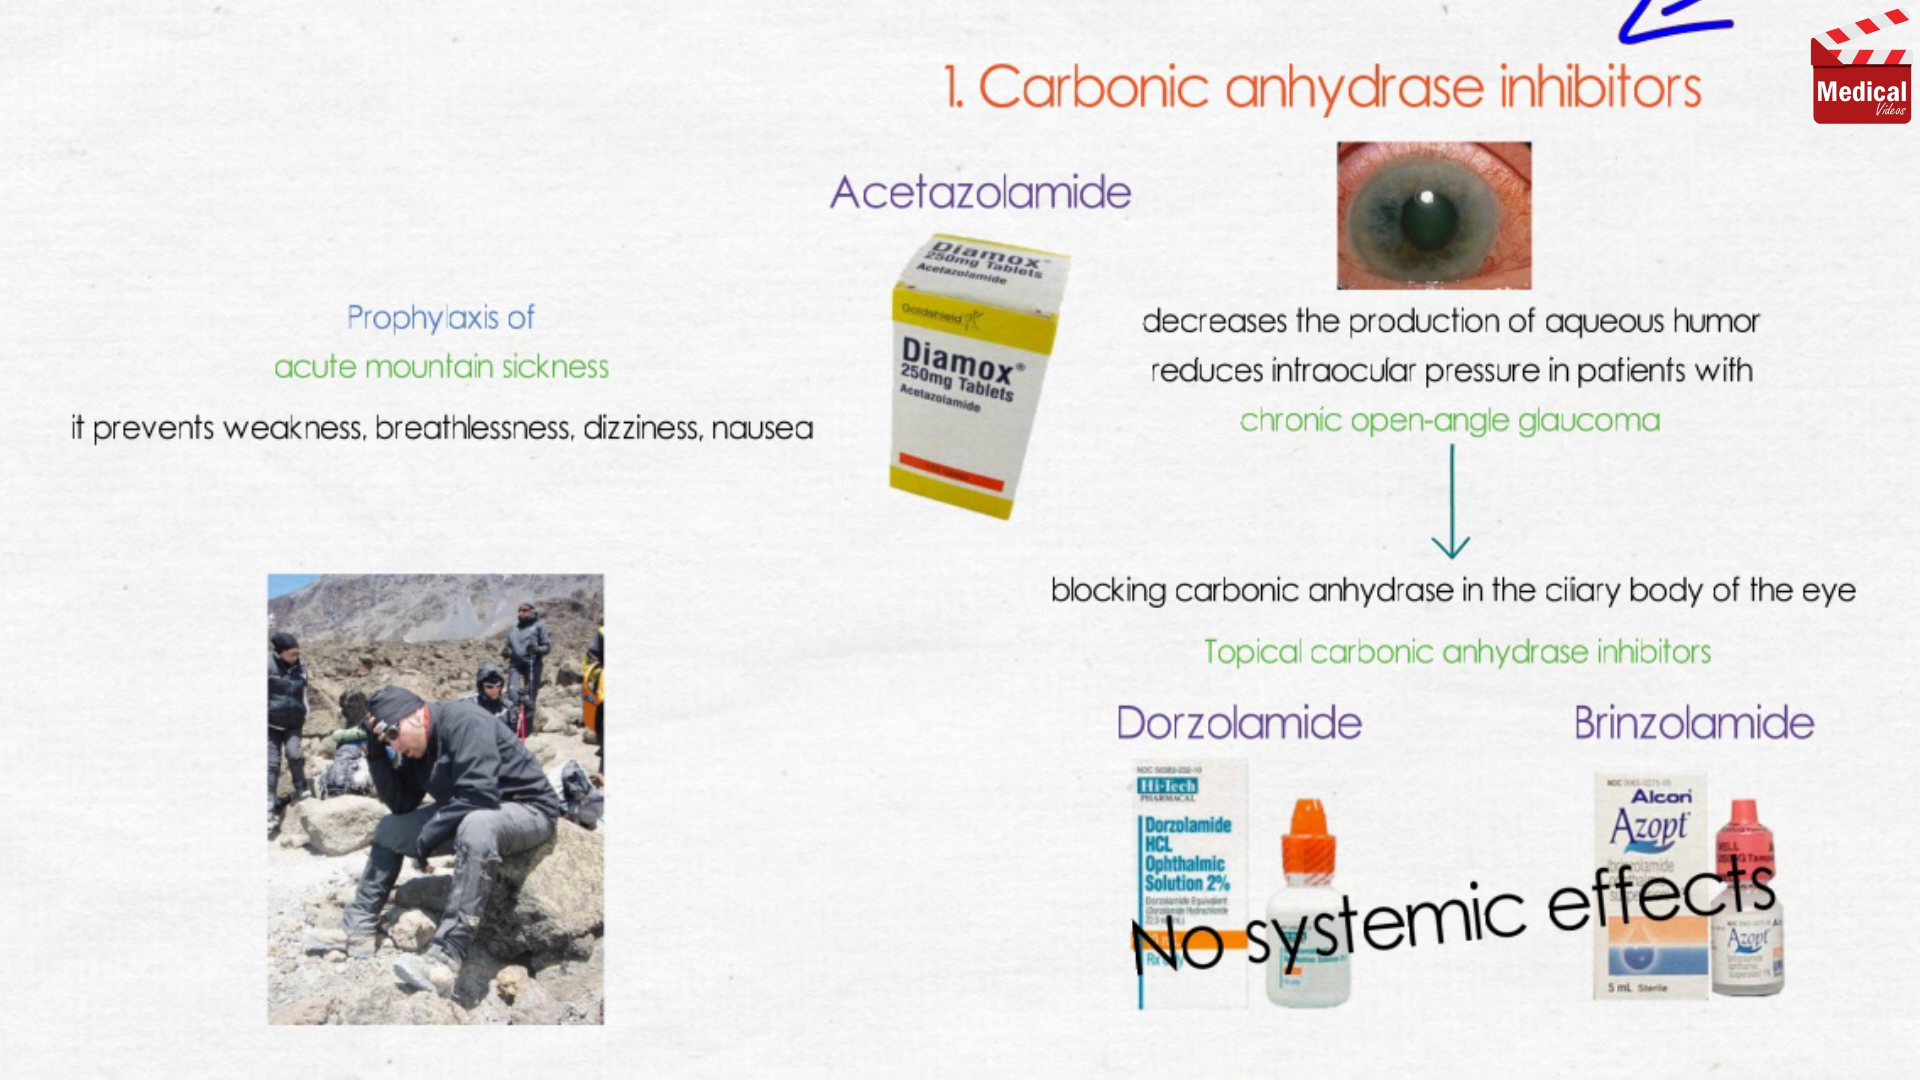 1. Carbonic anhydrase inhibitors
Medical
Videos
Acetazolamide
Diamox®
250mg Tablets
Acetazolamide
Goldshield
Diamox®
250mg Tablets
Acetazolamide
Prophylaxis of
acute mountain sickness
it prevents weakness, breathlessness, dizziness, nausea
decreases the production of aqueous humor
reduces intraocular pressure in patients with
chronic open-angle glaucoma
blocking carbonic anhydrase in the ciliary body of the eye
Topical carbonic anhydrase inhibitors
Dorzolamide
Brinzolamide
Hi-Tech
PHARMACAL
Dorzolamide
HCL
Ophthalmic
Solution 2%
Alcon
Azopt
5 mL Sterile
Azopt
No systemic effects